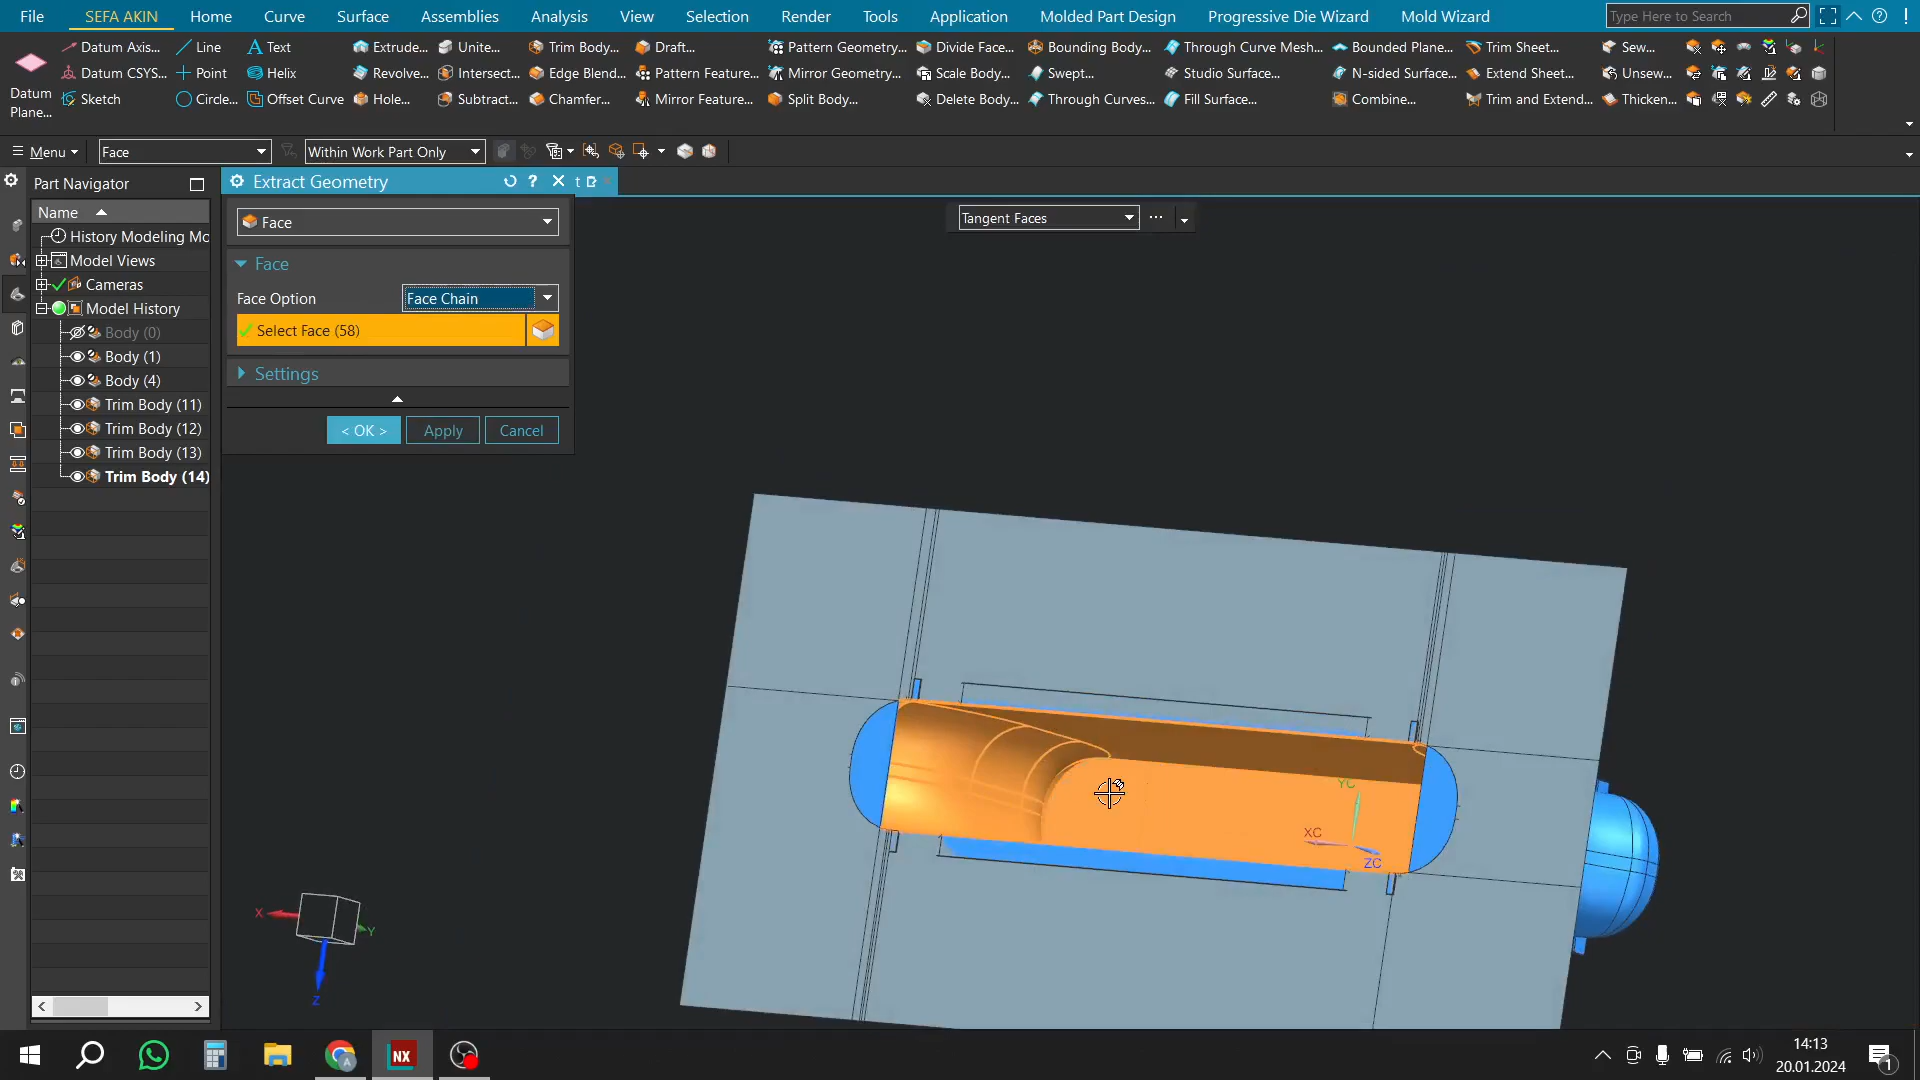 File SEFA AKIN Home Curve Surface Assemblies Analysis View Selection Render Tools Application Molded Part Design Progressive Die Wizard Mold Wizard Type Here to Search
Datum Axis... Line Text Extrude... Unite... Trim Body... Draft... Pattern Geometry... Divide Face... Bounding Body... Through Curve Mesh... Bounded Plane... Trim Sheet... Sew...
Datum CSYS... Point Helix Revolve... Intersect... Edge Blend... Pattern Feature... Mirror Geometry... Scale Body... Swept... Studio Surface... N-sided Surface... Extend Sheet... Unsew...
Datum Plane... Sketch Circle... Offset Curve Hole... Subtract... Chamfer... Mirror Feature... Split Body... Delete Body... Through Curves... Fill Surface... Combine... Trim and Extend... Thicken...
Menu Face Within Work Part Only
Part Navigator Extract Geometry t
Name
History Modeling Mo
Model Views
Cameras
Model History
Body (0)
Body (1)
Body (4)
Trim Body (11)
Trim Body (12)
Trim Body (13)
Trim Body (14)
Face
Face
Face Option Face Chain
Select Face (58)
Settings
< OK > Apply Cancel
Tangent Faces
YC
XC
ZC
X
Y
Z
NX
A
14:13
20.01.2024
1